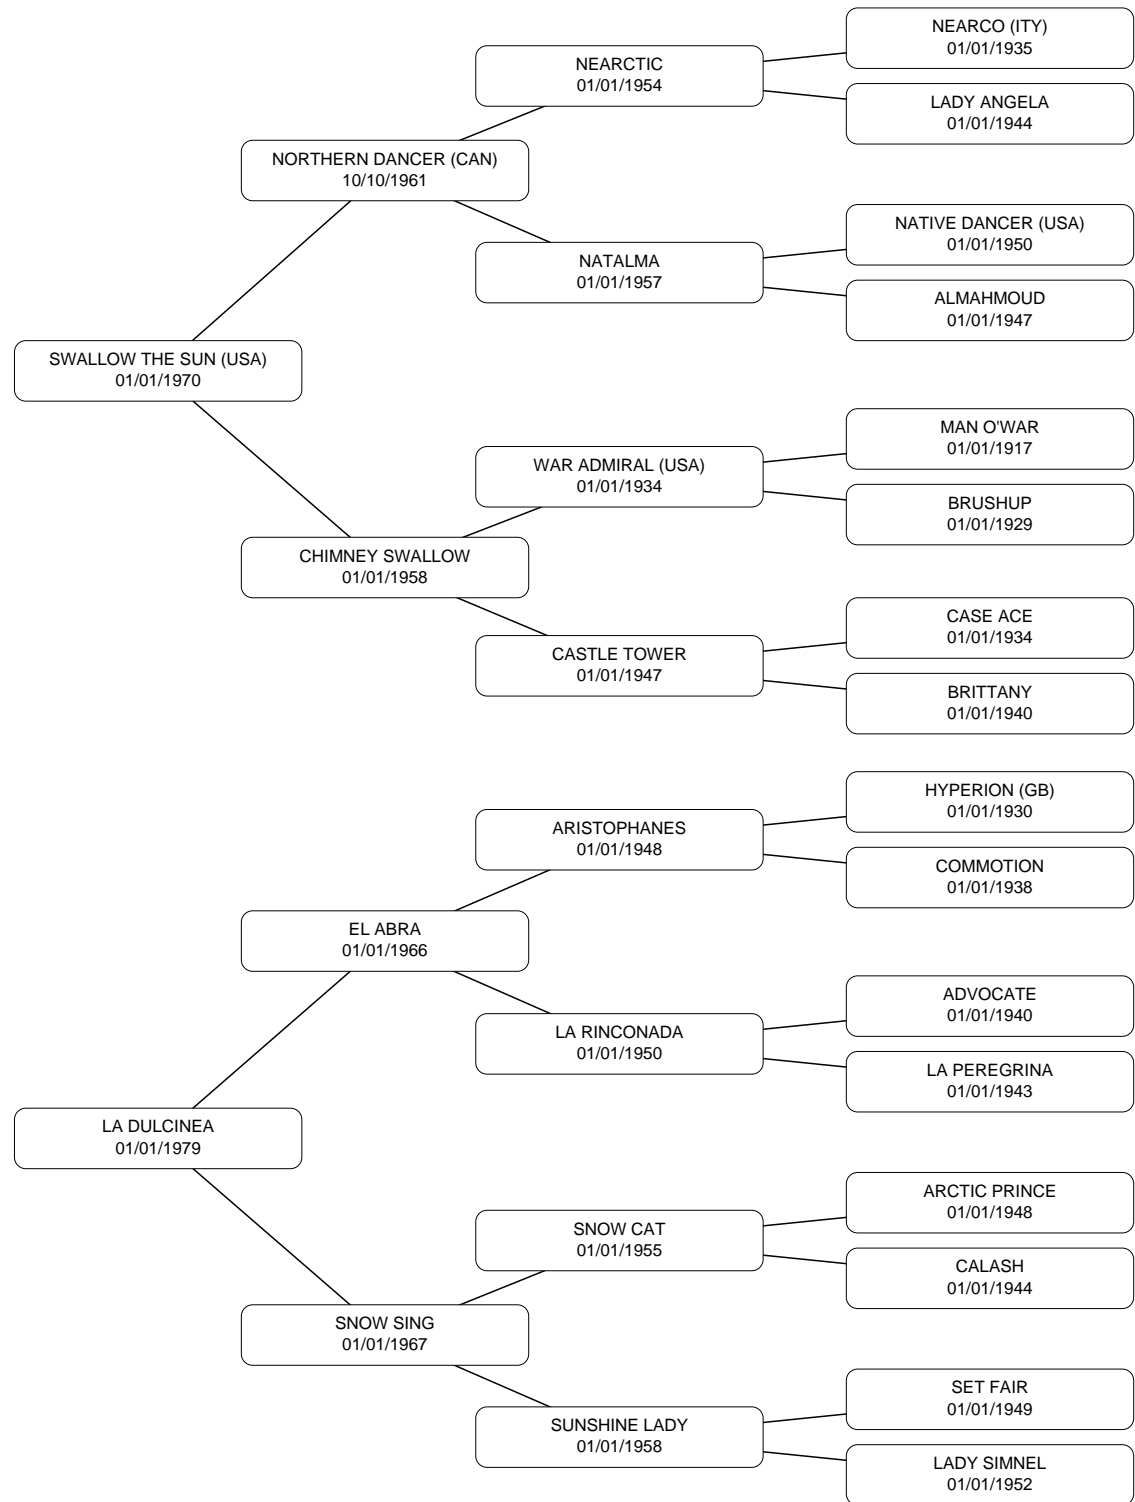 NEARCO (ITY)
01/01/1935
NEARCTIC
01/01/1954
LADY ANGELA
01/01/1944
NORTHERN DANCER (CAN)
10/10/1961
NATIVE DANCER (USA)
01/01/1950
NATALMA
01/01/1957
ALMAHMOUD
01/01/1947
SWALLOW THE SUN (USA)
01/01/1970
MAN O'WAR
01/01/1917
WAR ADMIRAL (USA)
01/01/1934
BRUSHUP
01/01/1929
CHIMNEY SWALLOW
01/01/1958
CASE ACE
01/01/1934
CASTLE TOWER
01/01/1947
BRITTANY
01/01/1940
HYPERION (GB)
01/01/1930
ARISTOPHANES
01/01/1948
COMMOTION
01/01/1938
EL ABRA
01/01/1966
ADVOCATE
01/01/1940
LA RINCONADA
01/01/1950
LA PEREGRINA
01/01/1943
LA DULCINEA
01/01/1979
ARCTIC PRINCE
01/01/1948
SNOW CAT
01/01/1955
CALASH
01/01/1944
SNOW SING
01/01/1967
SET FAIR
01/01/1949
SUNSHINE LADY
01/01/1958
LADY SIMNEL
01/01/1952